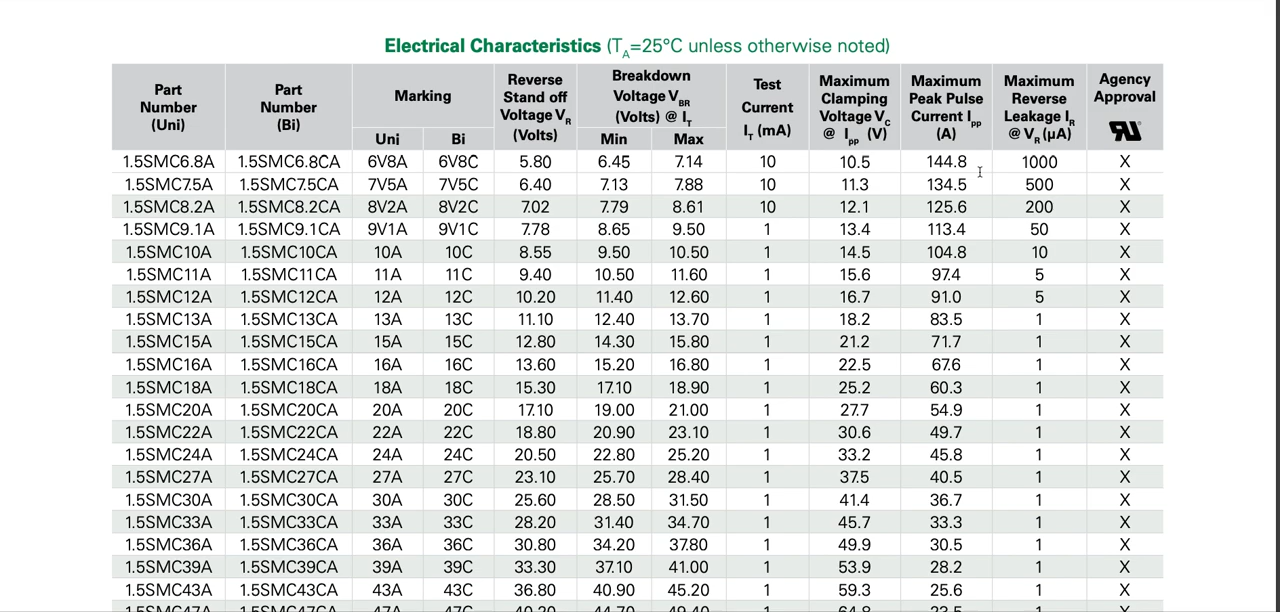 Electrical Characteristics (TA=25°C unless otherwise noted)
Part Number (Uni) Part Number (Bi) Marking Reverse Stand off Voltage VR (Volts) Breakdown Voltage VBR (Volts) @ IT Test Current IT (mA) Maximum Clamping Voltage VC @ Ipp (V) Maximum Peak Pulse Current Ipp (A) Maximum Reverse Leakage IR @ VR (µA) Agency Approval
Uni Bi Min Max
1.5SMC6.8A 1.5SMC6.8CA 6V8A 6V8C 5.80 6.45 7.14 10 10.5 144.8 1000 X
1.5SMC7.5A 1.5SMC7.5CA 7V5A 7V5C 6.40 7.13 7.88 10 11.3 134.5 500 X
1.5SMC8.2A 1.5SMC8.2CA 8V2A 8V2C 7.02 7.79 8.61 10 12.1 125.6 200 X
1.5SMC9.1A 1.5SMC9.1CA 9V1A 9V1C 7.78 8.65 9.50 1 13.4 113.4 50 X
1.5SMC10A 1.5SMC10CA 10A 10C 8.55 9.50 10.50 1 14.5 104.8 10 X
1.5SMC11A 1.5SMC11CA 11A 11C 9.40 10.50 11.60 1 15.6 97.4 5 X
1.5SMC12A 1.5SMC12CA 12A 12C 10.20 11.40 12.60 1 16.7 91.0 5 X
1.5SMC13A 1.5SMC13CA 13A 13C 11.10 12.40 13.70 1 18.2 83.5 1 X
1.5SMC15A 1.5SMC15CA 15A 15C 12.80 14.30 15.80 1 21.2 71.7 1 X
1.5SMC16A 1.5SMC16CA 16A 16C 13.60 15.20 16.80 1 22.5 67.6 1 X
1.5SMC18A 1.5SMC18CA 18A 18C 15.30 17.10 18.90 1 25.2 60.3 1 X
1.5SMC20A 1.5SMC20CA 20A 20C 17.10 19.00 21.00 1 27.7 54.9 1 X
1.5SMC22A 1.5SMC22CA 22A 22C 18.80 20.90 23.10 1 30.6 49.7 1 X
1.5SMC24A 1.5SMC24CA 24A 24C 20.50 22.80 25.20 1 33.2 45.8 1 X
1.5SMC27A 1.5SMC27CA 27A 27C 23.10 25.70 28.40 1 37.5 40.5 1 X
1.5SMC30A 1.5SMC30CA 30A 30C 25.60 28.50 31.50 1 41.4 36.7 1 X
1.5SMC33A 1.5SMC33CA 33A 33C 28.20 31.40 34.70 1 45.7 33.3 1 X
1.5SMC36A 1.5SMC36CA 36A 36C 30.80 34.20 37.80 1 49.9 30.5 1 X
1.5SMC39A 1.5SMC39CA 39A 39C 33.30 37.10 41.00 1 53.9 28.2 1 X
1.5SMC43A 1.5SMC43CA 43A 43C 36.80 40.90 45.20 1 59.3 25.6 1 X